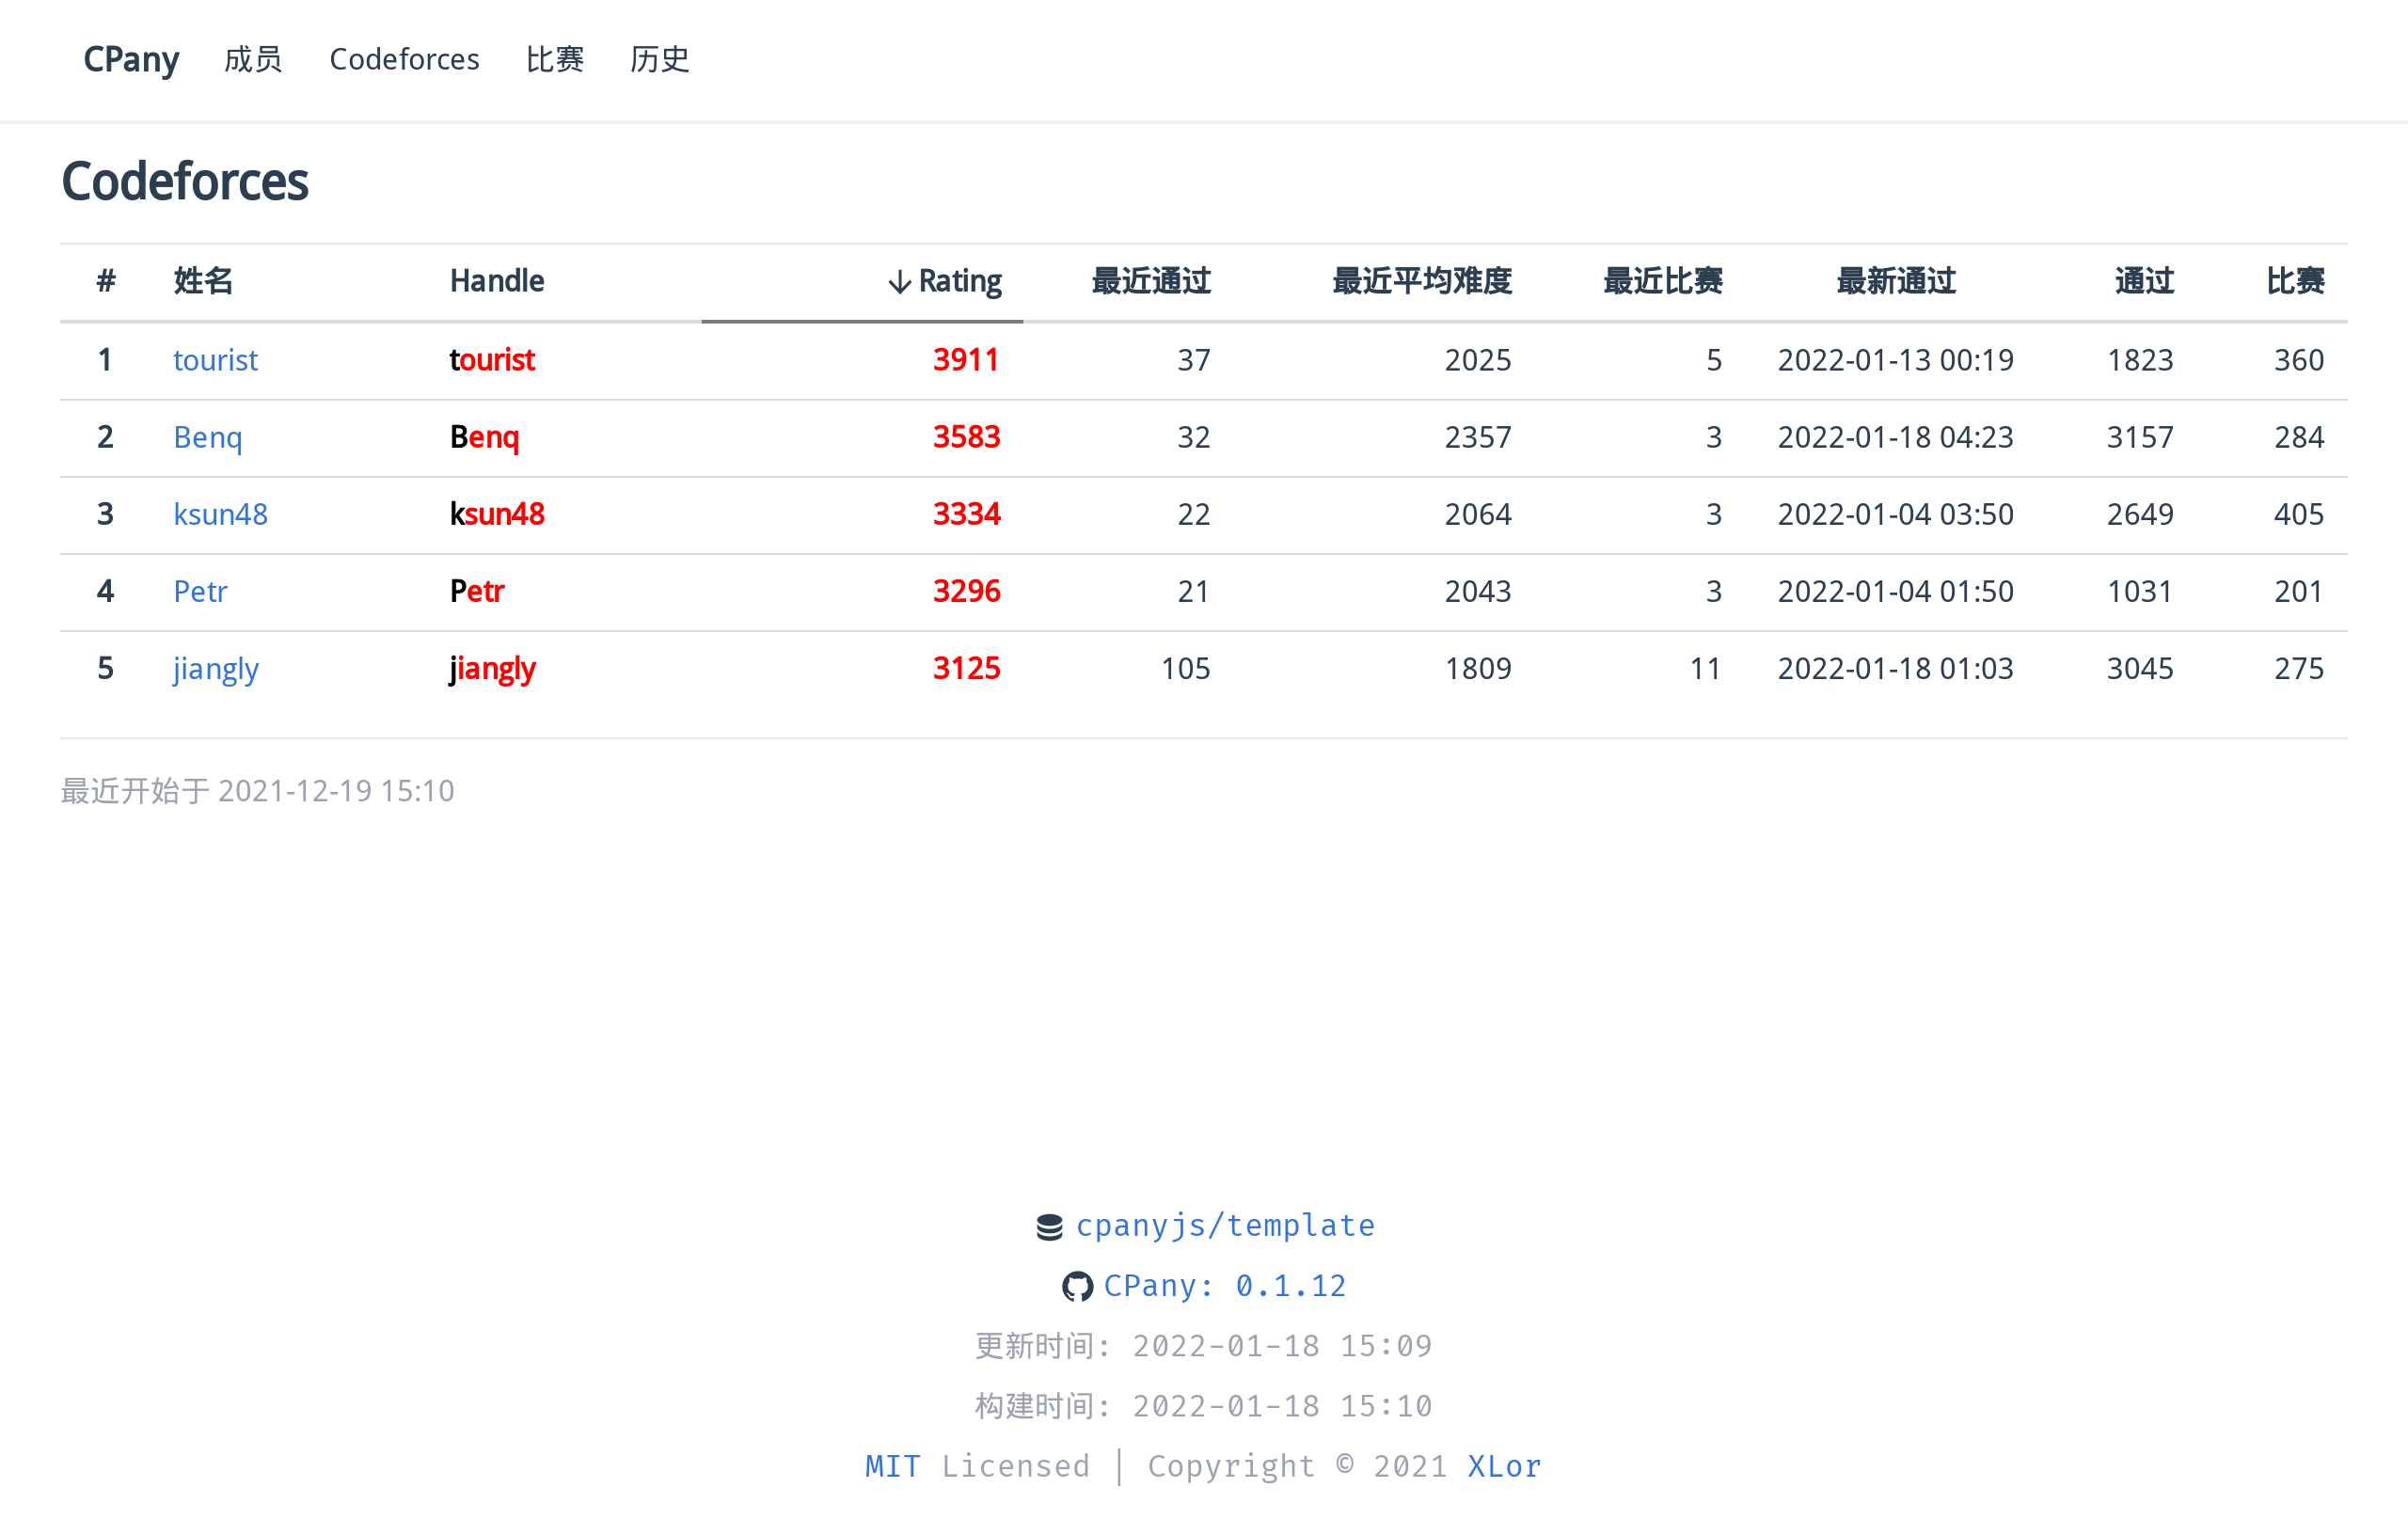 CPany 成员 Codeforces 比赛 历史
Codeforces
# 姓名 Handle ↓ Rating 最近通过 最近平均难度 最近比赛 最新通过 通过 比赛
1 tourist tourist 3911 37 2025 5 2022-01-13 00:19 1823 360
2 Benq Benq 3583 32 2357 3 2022-01-18 04:23 3157 284
3 ksun48 ksun48 3334 22 2064 3 2022-01-04 03:50 2649 405
4 Petr Petr 3296 21 2043 3 2022-01-04 01:50 1031 201
5 jiangly jiangly 3125 105 1809 11 2022-01-18 01:03 3045 275
最近开始于 2021-12-19 15:10
cpanyjs/template
CPany: 0.1.12
更新时间: 2022-01-18 15:09
构建时间: 2022-01-18 15:10
MIT Licensed | Copyright © 2021 XLor